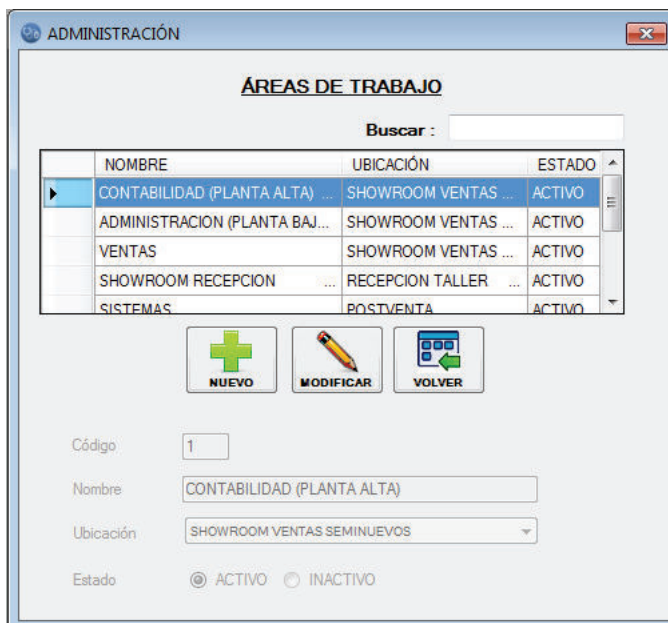 ADMINISTRACIÓN
ÁREAS DE TRABAJO
Buscar :
NOMBRE UBICACIÓN ESTADO
CONTABILIDAD (PLANTA ALTA) ... SHOWROOM VENTAS ... ACTIVO
ADMINISTRACION (PLANTA BAJ... SHOWROOM VENTAS ... ACTIVO
VENTAS SHOWROOM VENTAS ... ACTIVO
SHOWROOM RECEPCION ... RECEPCION TALLER ... ACTIVO
SISTEMAS POSTVENTA ACTIVO
NUEVO MODIFICAR VOLVER
Código 1
Nombre CONTABILIDAD (PLANTA ALTA)
Ubicación SHOWROOM VENTAS SEMINUEVOS
Estado ACTIVO INACTIVO